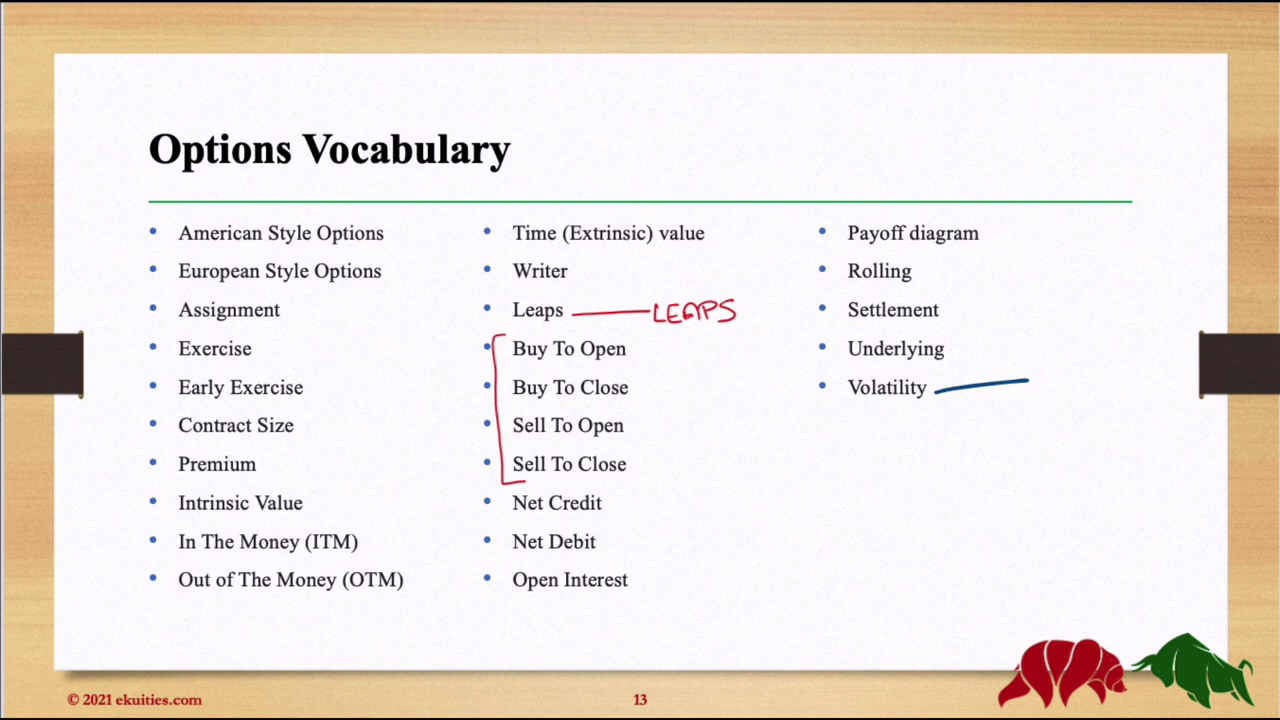 Options Vocabulary
American Style Options
European Style Options
Assignment
Exercise
Early Exercise
Contract Size
Premium
Intrinsic Value
In The Money (ITM)
Out of The Money (OTM)
Time (Extrinsic) value
Writer
Leaps LEAPS
Buy To Open
Buy To Close
Sell To Open
Sell To Close
Net Credit
Net Debit
Open Interest
Payoff diagram
Rolling
Settlement
Underlying
Volatility
© 2021 ekuities.com
13